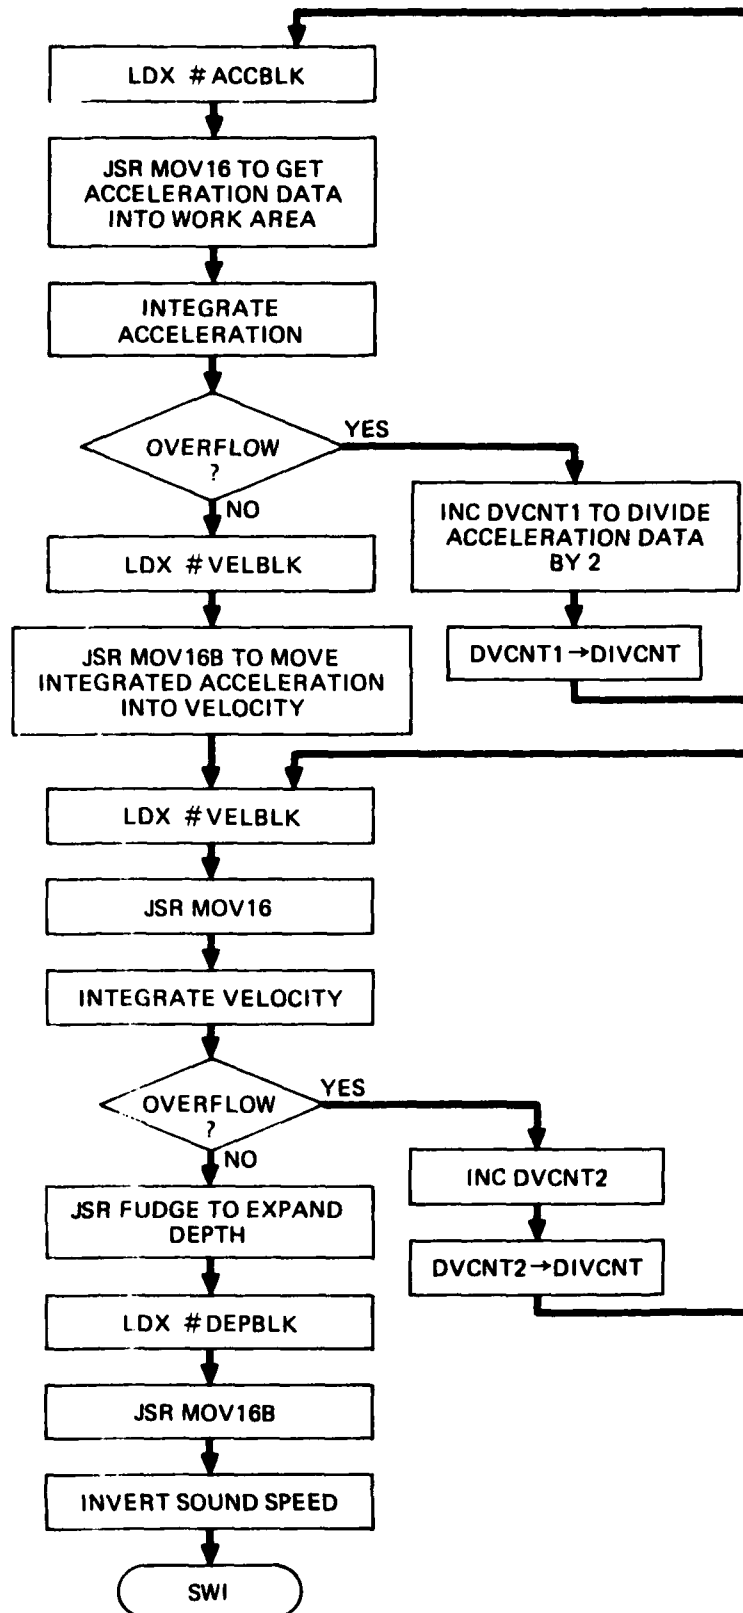 LDX #ACCBLK
JSR MOV16 TO GET
ACCELERATION DATA
INTO WORK AREA
INTEGRATE
ACCELERATION
OVERFLOW
?
YES
NO
INC DVCNT1 TO DIVIDE
ACCELERATION DATA
BY 2
DVCNT1→DIVCNT
LDX #VELBLK
JSR MOV16B TO MOVE
INTEGRATED ACCELERATION
INTO VELOCITY
LDX #VELBLK
JSR MOV16
INTEGRATE VELOCITY
OVERFLOW
?
YES
NO
INC DVCNT2
DVCNT2→DIVCNT
JSR FUDGE TO EXPAND
DEPTH
LDX #DEPBLK
JSR MOV16B
INVERT SOUND SPEED
SWI